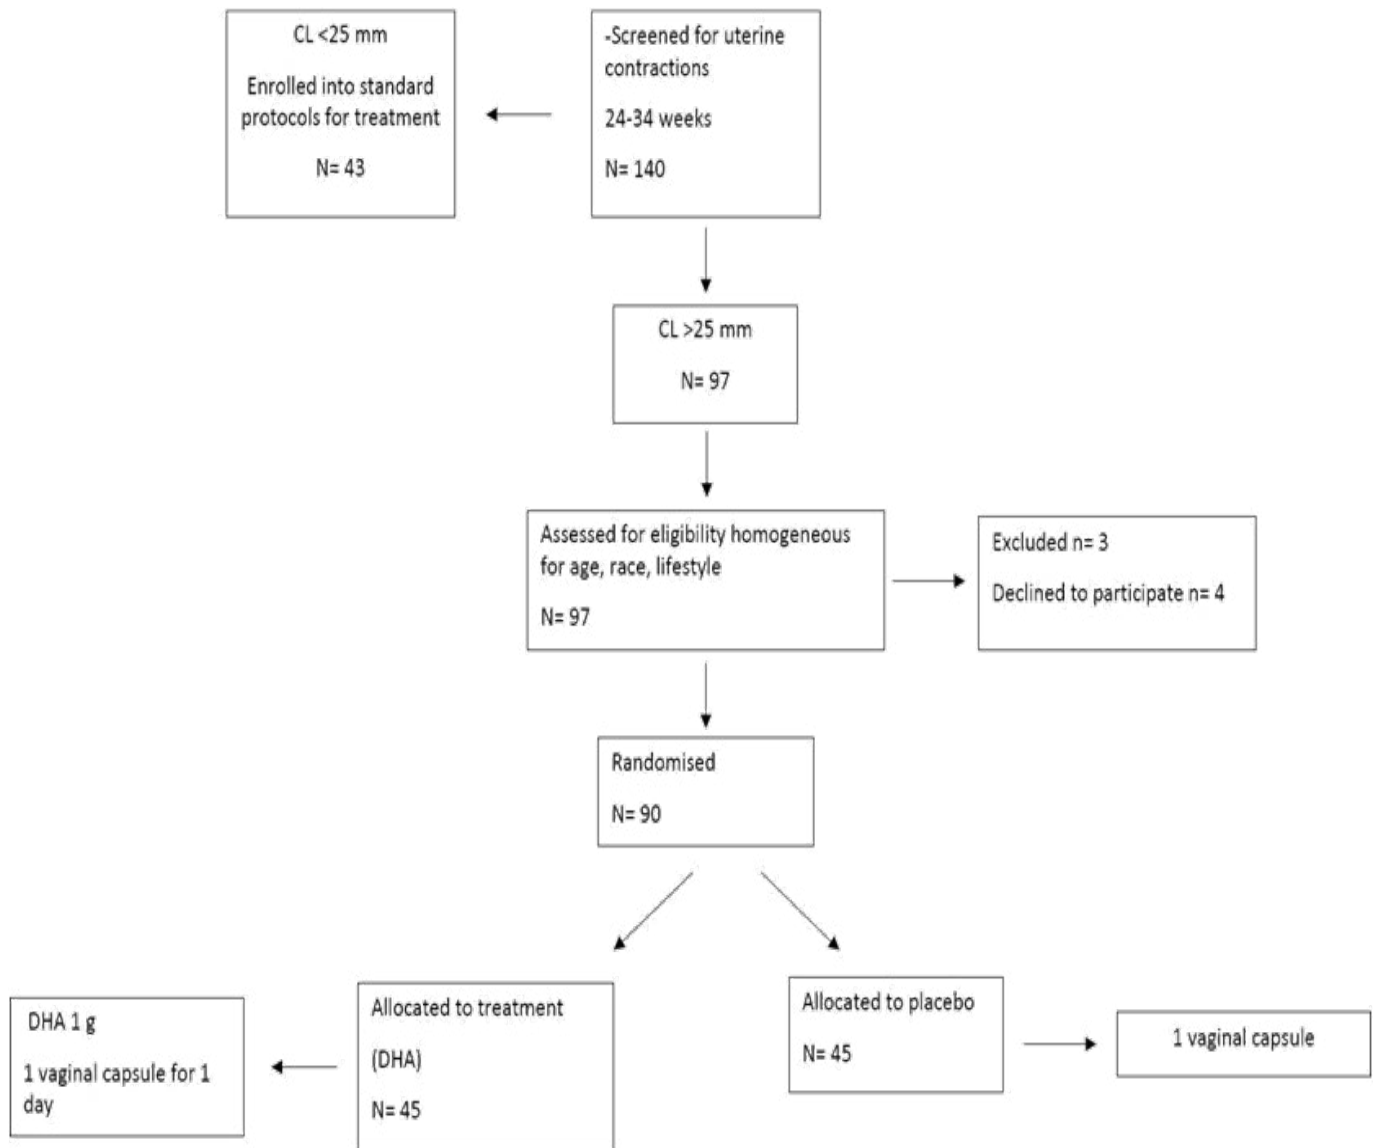 CL <25 mm
Enrolled into standard
protocols for treatment
N= 43
-Screened for uterine
contractions
24-34 weeks
N= 140
CL >25 mm
N= 97
Assessed for eligibility homogeneous
for age, race, lifestyle
N= 97
Excluded n= 3
Declined to participate n= 4
Randomised
N= 90
DHA 1 g
1 vaginal capsule for 1
day
Allocated to treatment
(DHA)
N= 45
Allocated to placebo
N= 45
1 vaginal capsule